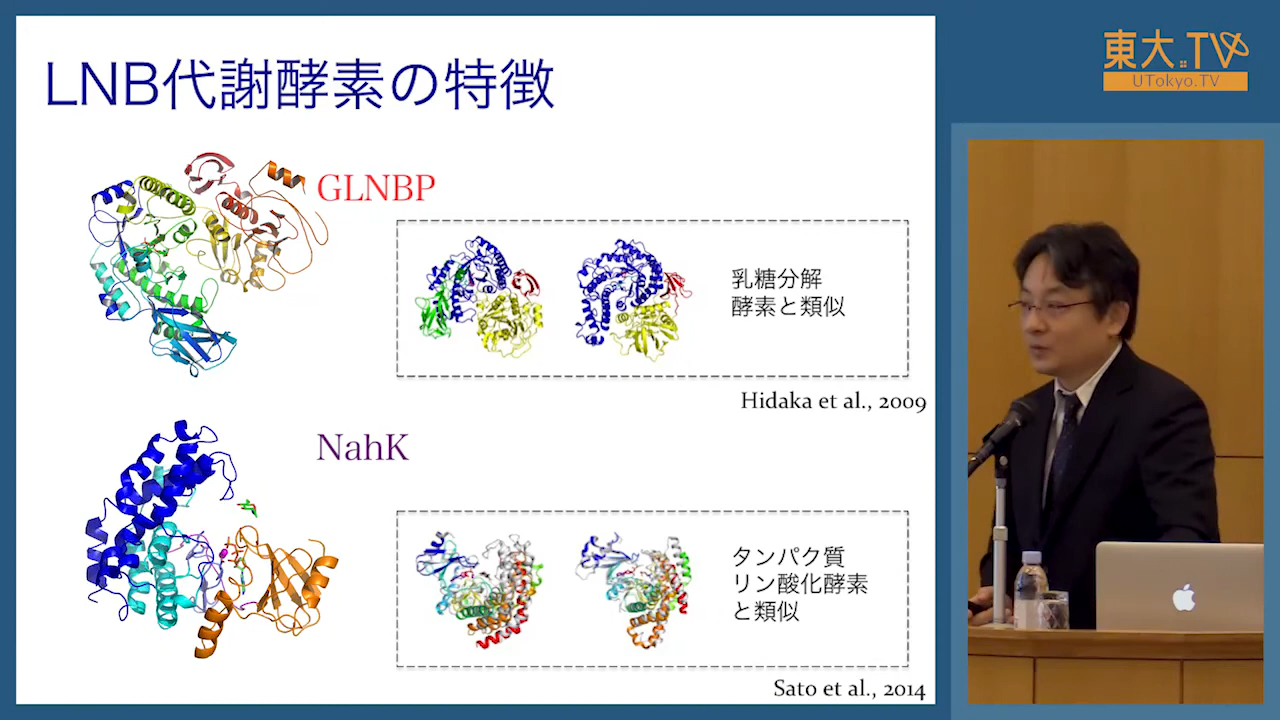 LNB代謝酵素の特徴
GLNBP
乳糖分解
酵素と類似
Hidaka et al., 2009
NahK
タンパク質
リン酸化酵素
と類似
Sato et al., 2014
東大.TV
UTokyo.TV